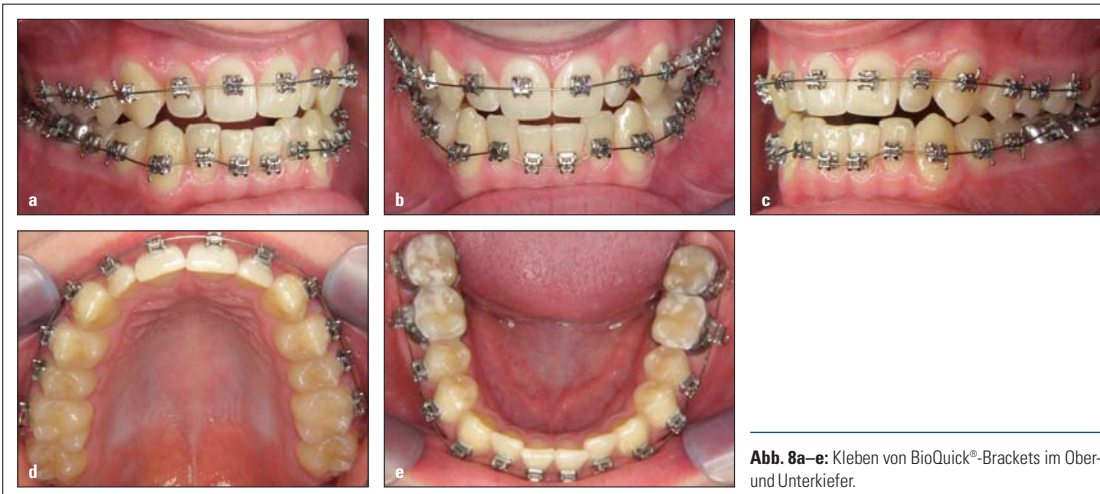 a
b
c
d
e
Abb. 8a–e: Kleben von BioQuick®-Brackets im Ober-
und Unterkiefer.